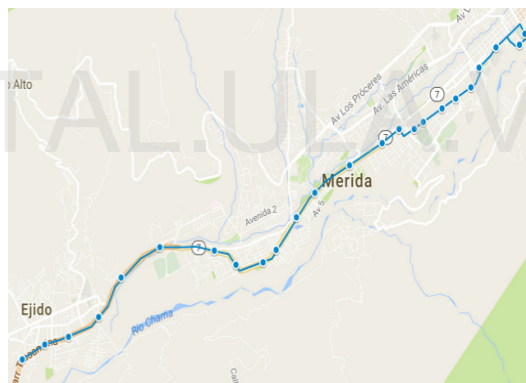 Av
o Alto
TAL.ULA.V
Av Los Próceres
Av. Las Américas
7
7
Merida
Avenida 2
Av 5
7
Ejido
Río Chama